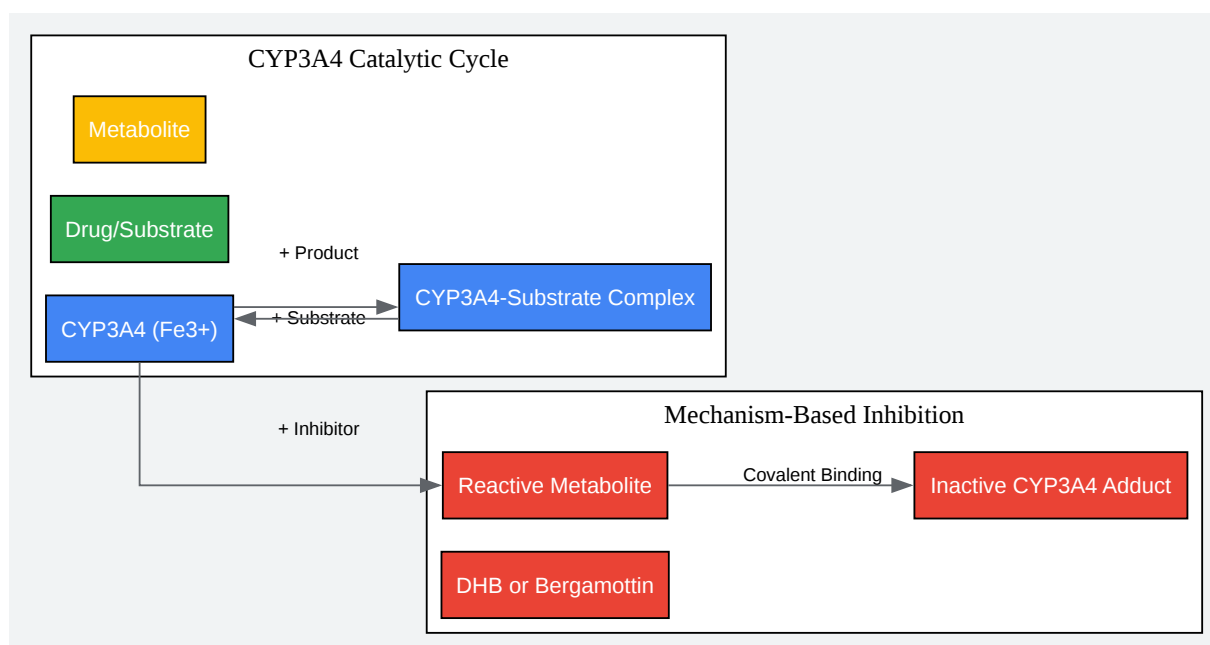 CYP3A4 Catalytic Cycle
Metabolite
Drug/Substrate
+ Product
CYP3A4-Substrate Complex
+ Substrate
CYP3A4 (Fe3+)
Mechanism-Based Inhibition
+ Inhibitor
Reactive Metabolite
Covalent Binding
Inactive CYP3A4 Adduct
DHB or Bergamottin